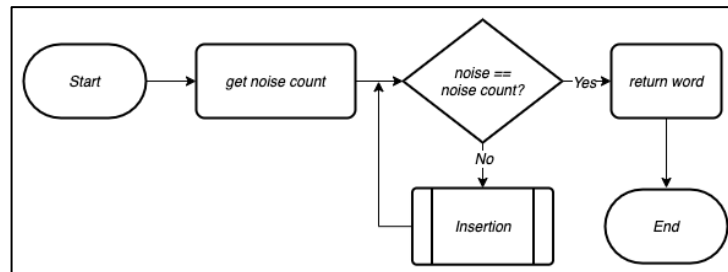 Start
get noise count
noise ==
noise count?
Yes
return word
No
Insertion
End